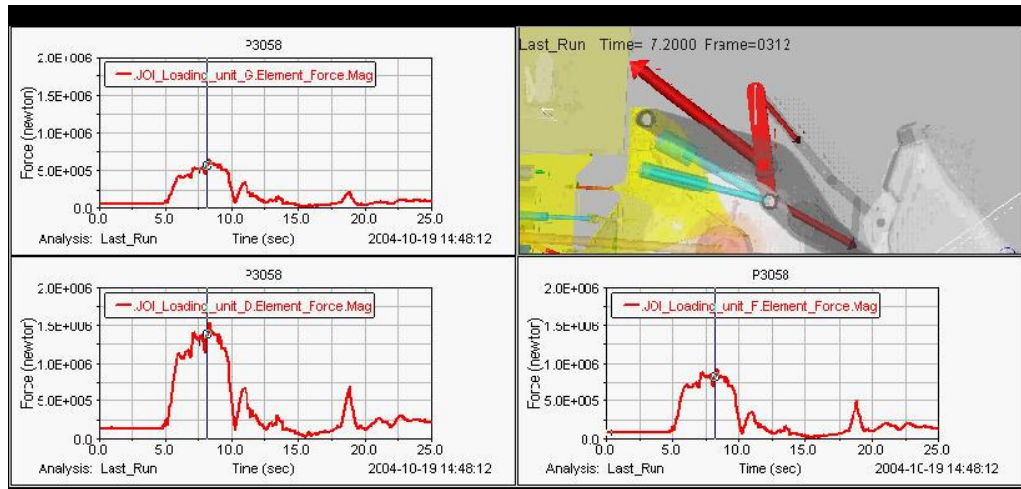 P3058
2.0E+006
JOI_Loading_unit_G.Element_Force.Mag
1.5E+006
1.0E+006
5.0E+005
0.0
Force (newton)
0.0 5.0 10.0 15.0 20.0 25.0
Analysis: Last_Run Time (sec) 2004-10-19 14:48:12
Last_Run Time= 7.2000 Frame=0312
P3058
2.0E+006
.JOI_Loading_unit_D.Element_Force.Mag
1.5E+006
1.0E+006
5.0E+005
0.0
Force (newton)
0.0 5.0 10.0 15.0 20.0 25.0
Analysis: Last_Run Time (sec) 2004-10-19 14:48:12
P3058
2.0E+006
.JOI_Loading_unit_F.Element_Force.Mag
1.5E+006
1.0E+006
5.0E+005
0.0
Force (newton)
0.0 5.0 10.0 15.0 20.0 25.0
Analysis: Last_Run Time (sec) 2004-10-19 14:48:12